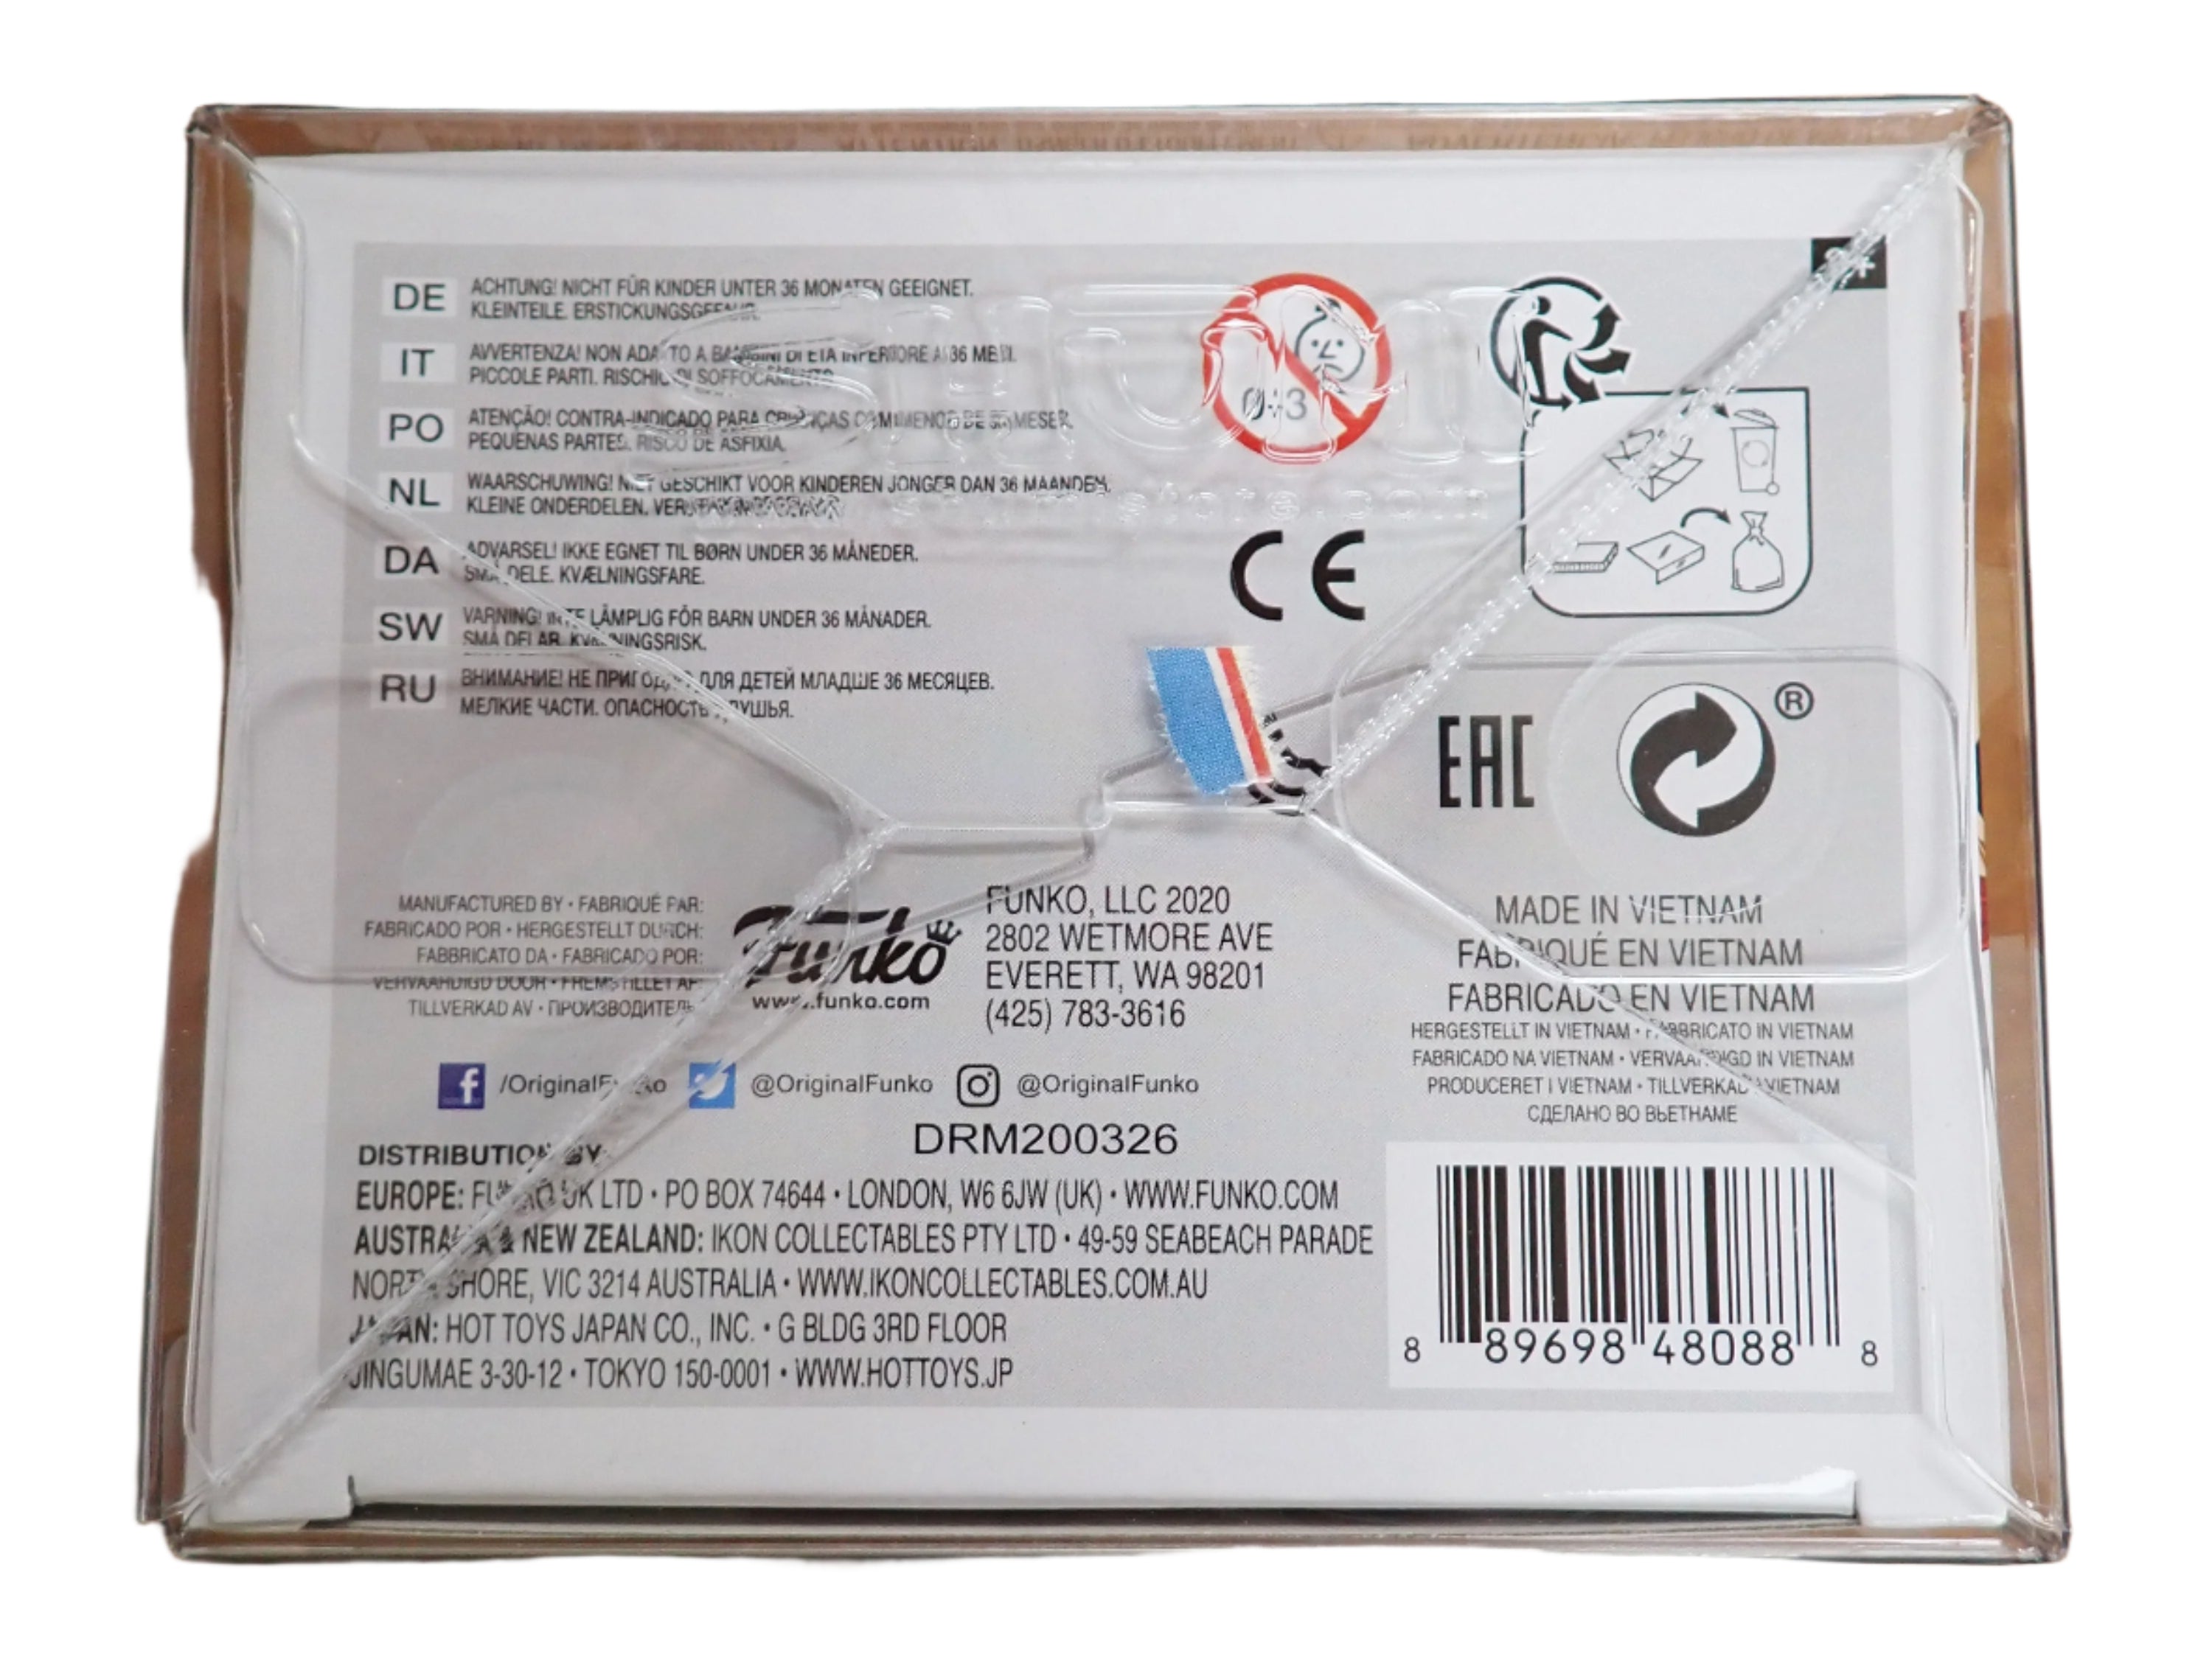 DE ACHTUNG! NICHT FÜR KINDER UNTER 36 MONATEN GEEIGNET.
KLEINTEILE. ERSTICKUNGSGEFAHR.
IT AVVERTENZA! NON ADATTO A BAMBINI DI ETÀ INFERIORE A 36 MESI.
PICCOLE PARTI. RISCHIO DI SOFFOCAMENTO
PO ATENÇÃO! CONTRA-INDICADO PARA CRIANÇAS COM MENOS DE 36 MESES.
PEQUENAS PARTES. RISCO DE ASFIXIA.
NL WAARSCHUWING! NIET GESCHIKT VOOR KINDEREN JONGER DAN 36 MAANDEN.
KLEINE ONDERDELEN.
DA ADVARSEL! IKKE EGNET TIL BØRN UNDER 36 MÅNEDER.
SMÅ DELE. KVÆLNINGSFARE.
SW VARNING! INTE LÄMPLIG FÖR BARN UNDER 36 MÅNADER.
SMÅ DELAR. KVÄVNINGSRISK.
RU ВНИМАНИЕ! НЕ ПРИГОДНО ДЛЯ ДЕТЕЙ МЛАДШЕ 36 МЕСЯЦЕВ.
МЕЛКИЕ ЧАСТИ. ОПАСНОСТЬ УДУШЬЯ.
0-3
CE
EAC
®
MANUFACTURED BY • FABRIQUÉ PAR:
FABRICADO POR • HERGESTELLT DURCH:
FABBRICATO DA • FABRICADO POR:
VERVAARDIGD DOOR • FREMSTILLET AF:
TILLVERKAD AV • ПРОИЗВОДИТЕЛЬ
Funko
www.funko.com
FUNKO, LLC 2020
2802 WETMORE AVE
EVERETT, WA 98201
(425) 783-3616
MADE IN VIETNAM
FABRIQUÉ EN VIETNAM
FABRICADO EN VIETNAM
HERGESTELLT IN VIETNAM • FABBRICATO IN VIETNAM
FABRICADO NA VIETNAM • VERVAARDIGD IN VIETNAM
PRODUCERET I VIETNAM • TILLVERKAD I VIETNAM
СДЕЛАНО ВО ВЬЕТНАМЕ
/OriginalFunko @OriginalFunko @OriginalFunko
DRM200326
DISTRIBUTION BY:
EUROPE: FUNKO UK LTD • PO BOX 74644 • LONDON, W6 6JW (UK) • WWW.FUNKO.COM
AUSTRALIA & NEW ZEALAND: IKON COLLECTABLES PTY LTD • 49-59 SEABEACH PARADE
NORTH SHORE, VIC 3214 AUSTRALIA • WWW.IKONCOLLECTABLES.COM.AU
JAPAN: HOT TOYS JAPAN CO., INC. • G BLDG 3RD FLOOR
JINGUMAE 3-30-12 • TOKYO 150-0001 • WWW.HOTTOYS.JP
8 89698 48088 8